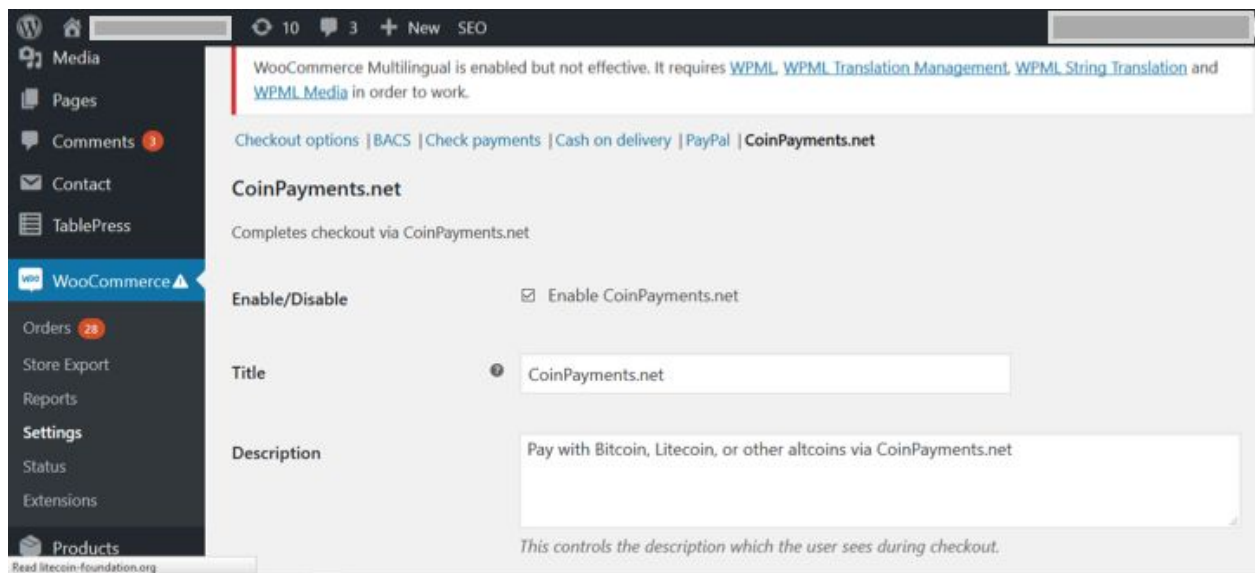 10 3 New SEO
Media
Pages
Comments 3
Contact
TablePress
WooCommerce
Orders 28
Store Export
Reports
Settings
Status
Extensions
Products
Read litecoin-foundation.org
WooCommerce Multilingual is enabled but not effective. It requires WPML, WPML Translation Management, WPML String Translation and
WPML Media in order to work.
Checkout options | BACS | Check payments | Cash on delivery | PayPal | CoinPayments.net
CoinPayments.net
Completes checkout via CoinPayments.net
Enable/Disable Enable CoinPayments.net
Title CoinPayments.net
Description Pay with Bitcoin, Litecoin, or other altcoins via CoinPayments.net
This controls the description which the user sees during checkout.